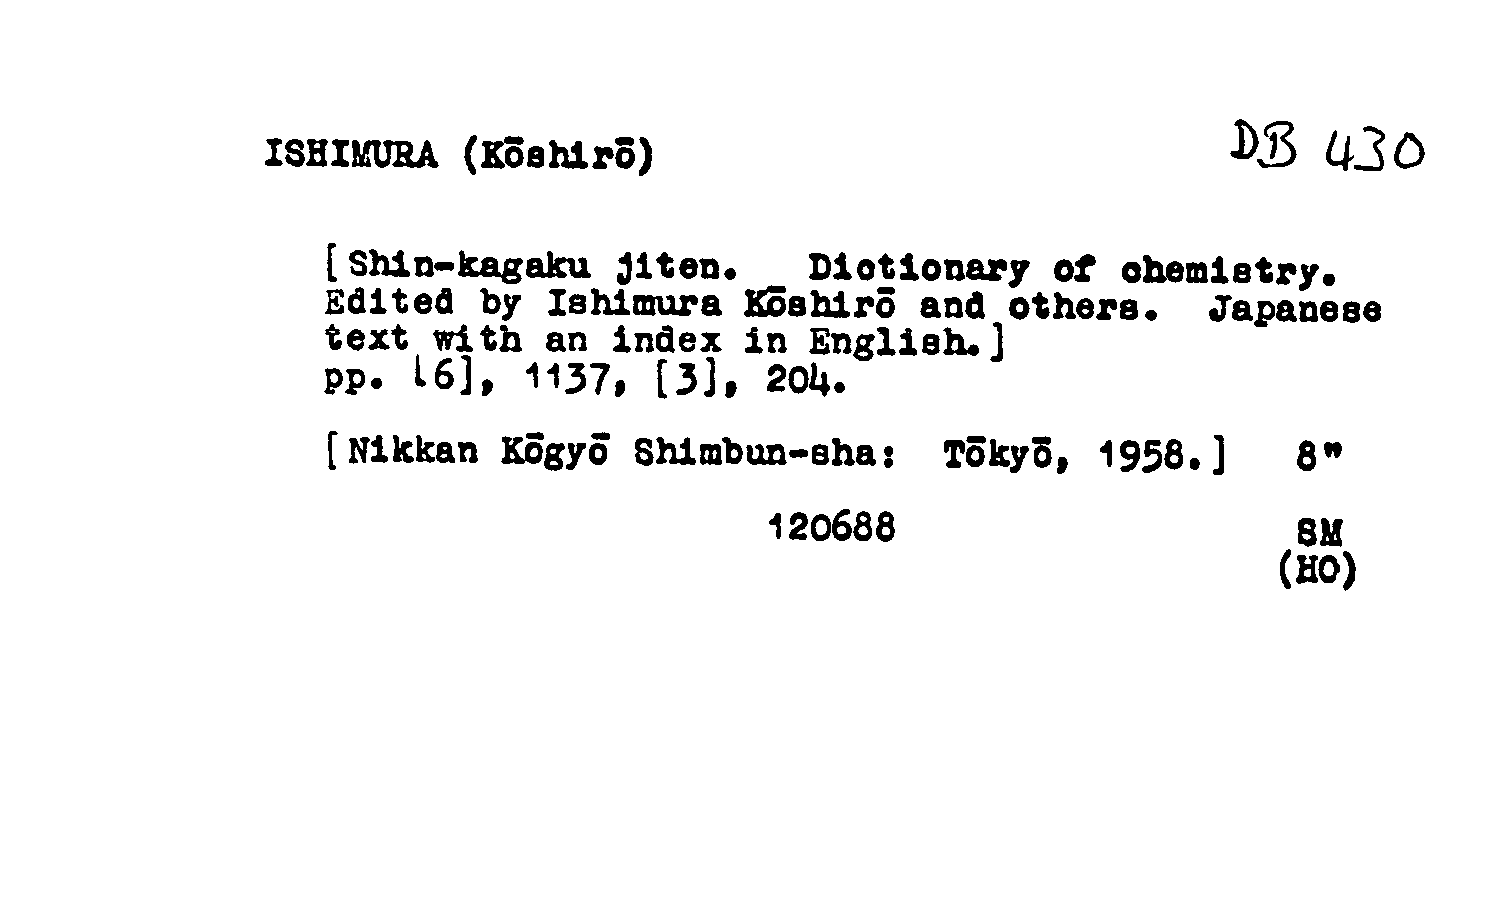 ISHIMURA (Kōshirō)
DB 430
[Shin-kagaku jiten. Dictionary of chemistry.
Edited by Ishimura Kōshirō and others. Japanese
text with an index in English.]
pp. [6], 1137, [3], 204.
[Nikkan Kōgyō Shimbun-sha: Tōkyō, 1958.] 8"
120688
SM
(HO)